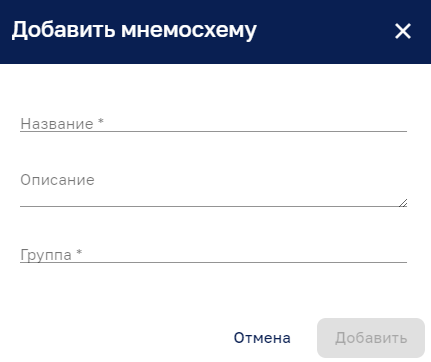 Добавить мнемосхему
Название *
Описание
Группа *
Отмена
Добавить